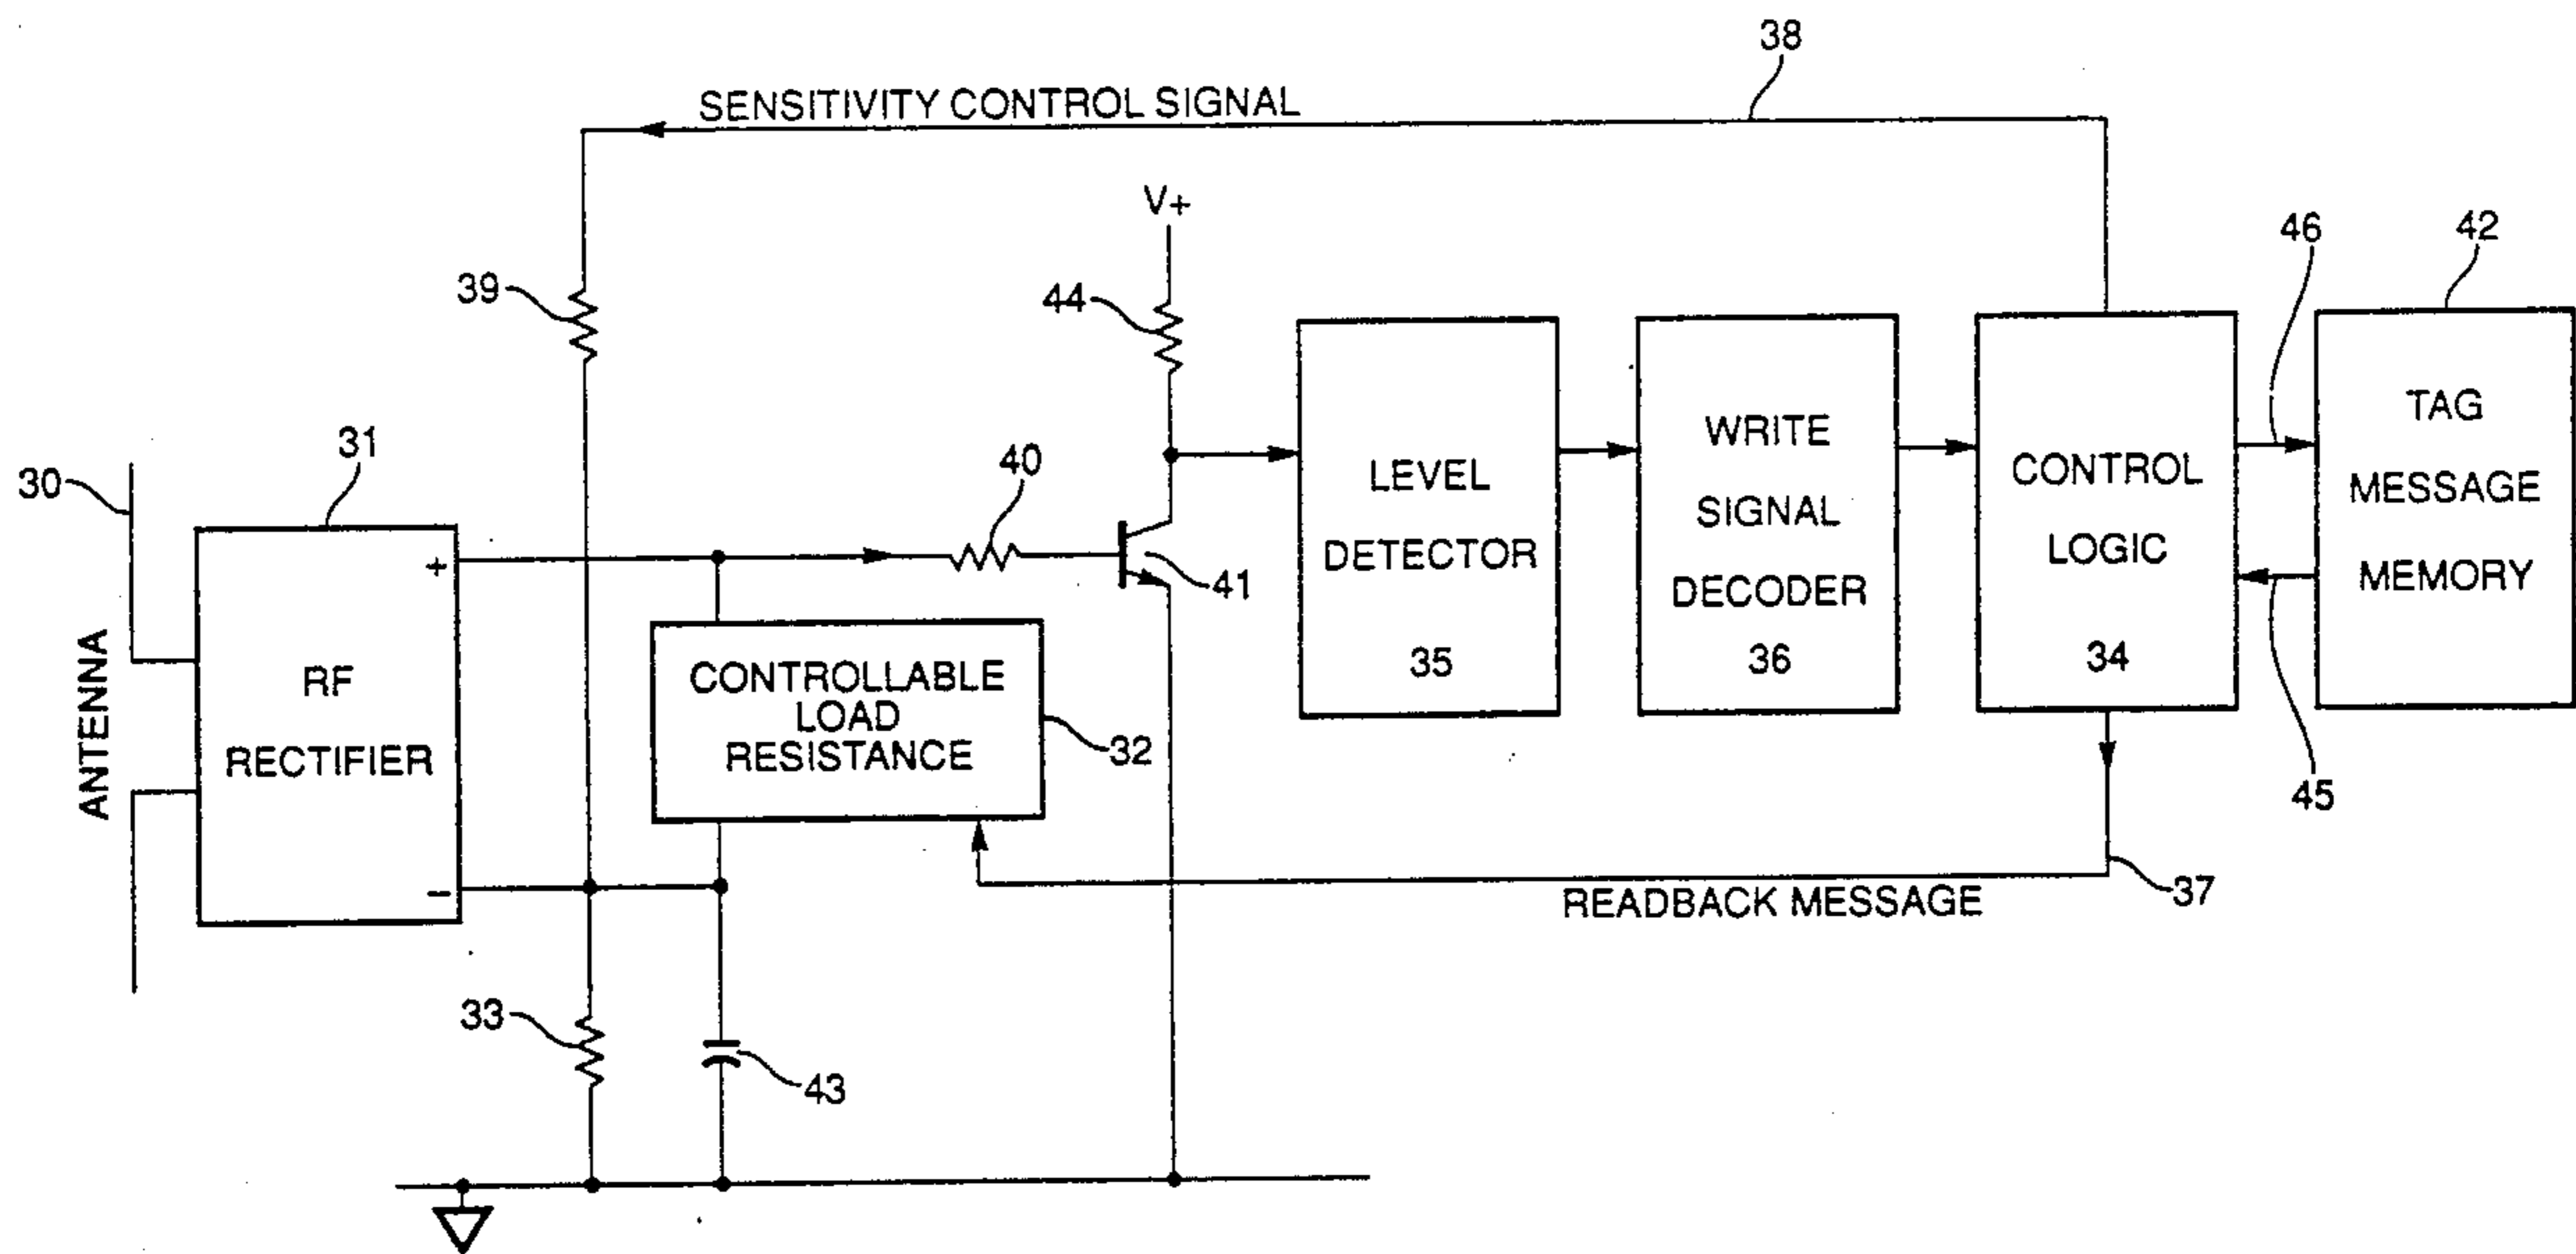 38
SENSITIVITY CONTROL SIGNAL
V+
39
44
46
42
30
31
40
41
ANTENNA
+
RF
RECTIFIER
−
CONTROLLABLE
LOAD
RESISTANCE
32
LEVEL
DETECTOR
35
WRITE
SIGNAL
DECODER
36
CONTROL
LOGIC
34
TAG
MESSAGE
MEMORY
45
37
READBACK MESSAGE
33
43